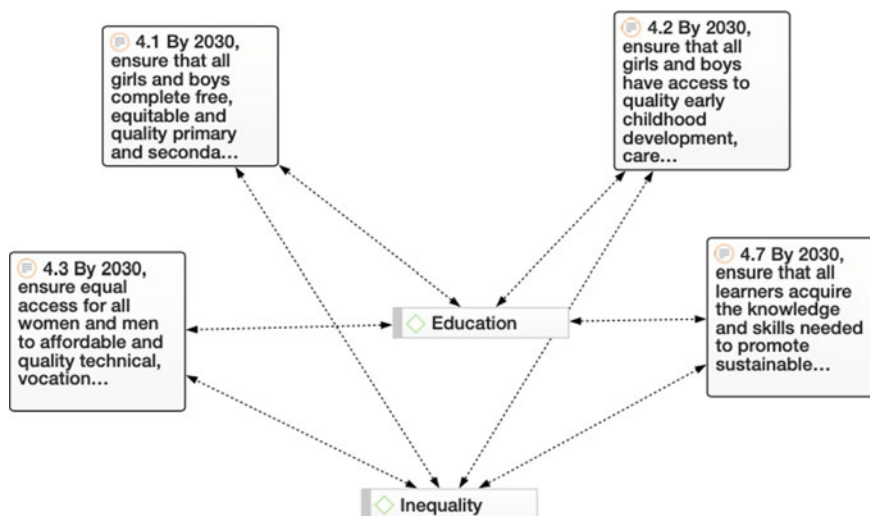 4.1 By 2030,
ensure that all
girls and boys
complete free,
equitable and
quality primary
and seconda...
4.2 By 2030,
ensure that all
girls and boys
have access to
quality early
childhood
development,
care...
4.3 By 2030,
ensure equal
access for all
women and men
to affordable and
quality technical,
vocation...
4.7 By 2030,
ensure that all
learners acquire
the knowledge
and skills needed
to promote
sustainable...
Education
Inequality